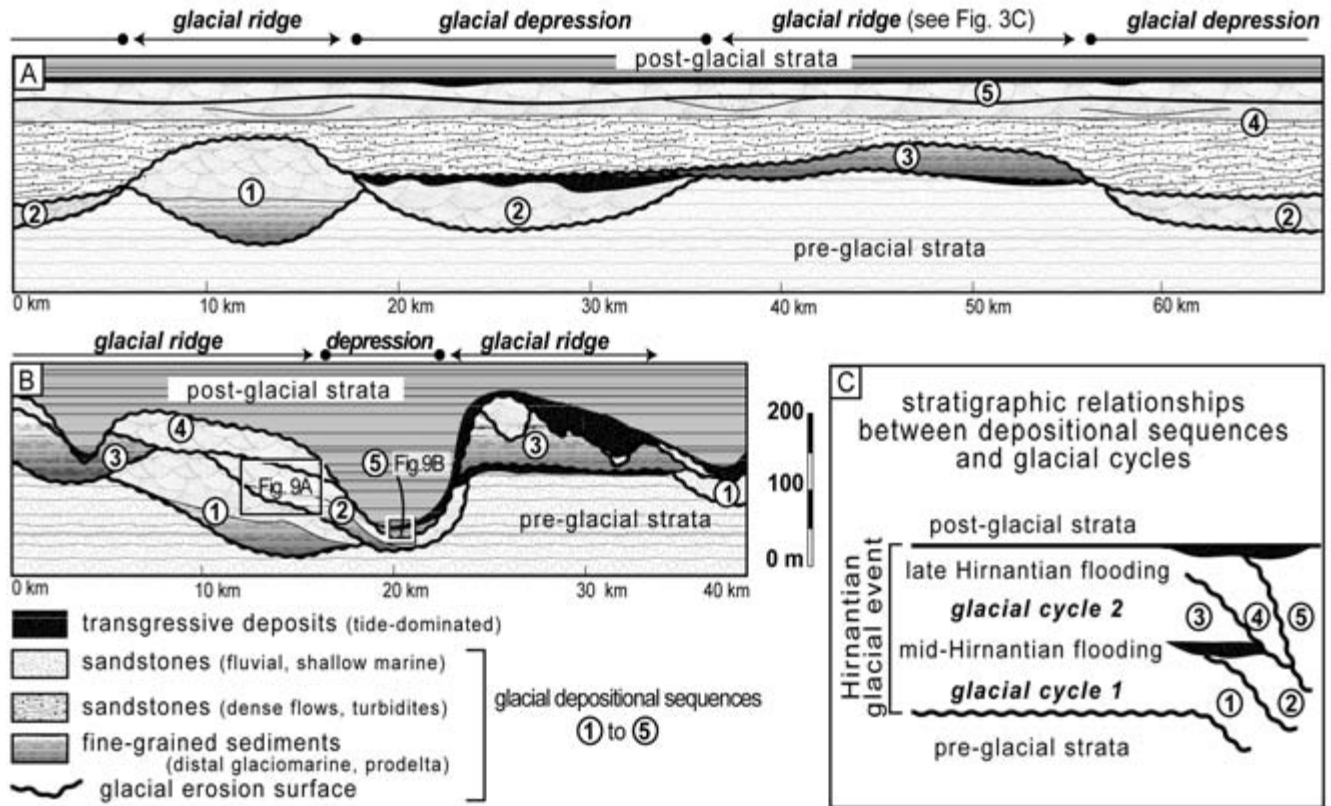 glacial ridge glacial depression glacial ridge (see Fig. 3C) glacial depression
A
post-glacial strata
⑤
④
③
①
② ② ②
pre-glacial strata
0 km 10 km 20 km 30 km 40 km 50 km 60 km
glacial ridge depression glacial ridge
B
post-glacial strata
④
③ ⑤ Fig.9B ③
Fig.9A
① ② ①
pre-glacial strata
0 km 10 km 20 km 30 km 40 km
200
100
0 m
transgressive deposits (tide-dominated)
sandstones (fluvial, shallow marine)
sandstones (dense flows, turbidites)
fine-grained sediments
(distal glaciomarine, prodelta)
glacial erosion surface
glacial depositional sequences
① to ⑤
C
stratigraphic relationships
between depositional sequences
and glacial cycles
post-glacial strata
Hirnantian
glacial event
late Hirnantian flooding
glacial cycle 2 ③ ④ ⑤
mid-Hirnantian flooding
glacial cycle 1 ① ②
pre-glacial strata